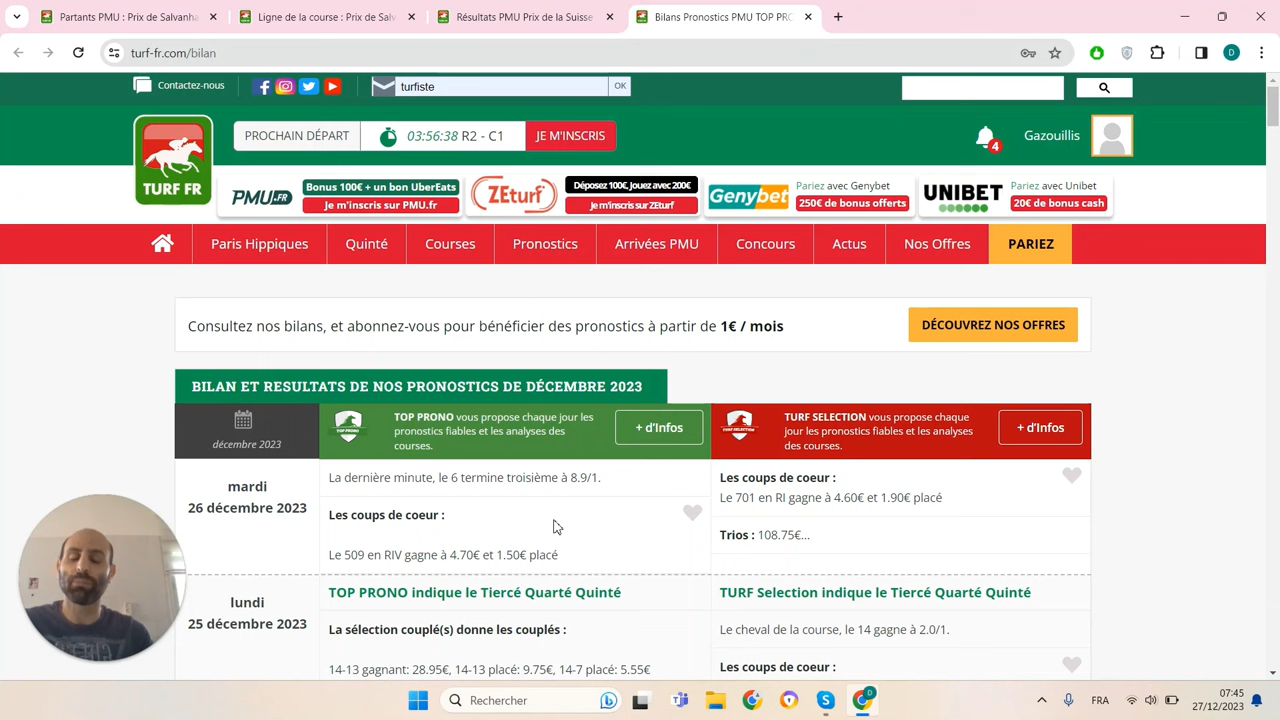 Partants PMU : Prix de Salvanha
Ligne de la course : Prix de Salv
Résultats PMU Prix de la Suisse
Bilans Pronostics PMU TOP PRO
turf-fr.com/bilan
D
Contactez-nous
turfiste
OK
PROCHAIN DÉPART
03:56:38 R2 - C1
JE M'INSCRIS
4
Gazouillis
TURF FR
PMU.FR
Bonus 100€ + un bon UberEats
Je m'inscris sur PMU.fr
ZEturf
Déposez 100€, Jouez avec 200€
Je m'inscris sur ZEturf
Genybet
Pariez avec Genybet
250€ de bonus offerts
UNIBET
Pariez avec Unibet
20€ de bonus cash
Paris Hippiques
Quinté
Courses
Pronostics
Arrivées PMU
Concours
Actus
Nos Offres
PARIEZ
Consultez nos bilans, et abonnez-vous pour bénéficier des pronostics à partir de 1€ / mois
DÉCOUVREZ NOS OFFRES
BILAN ET RESULTATS DE NOS PRONOSTICS DE DÉCEMBRE 2023
décembre 2023
TOP PRONO
TOP PRONO vous propose chaque jour les
pronostics fiables et les analyses des
courses.
+ d'Infos
TURF SELECTION
TURF SELECTION vous propose chaque
jour les pronostics fiables et les analyses
des courses.
+ d'Infos
mardi
26 décembre 2023
La dernière minute, le 6 termine troisième à 8.9/1.
Les coups de coeur :
Le 509 en RIV gagne à 4.70€ et 1.50€ placé
Les coups de coeur :
Le 701 en RI gagne à 4.60€ et 1.90€ placé
Trios : 108.75€...
lundi
25 décembre 2023
TOP PRONO indique le Tiercé Quarté Quinté
La sélection couplé(s) donne les couplés :
14-13 gagnant: 28.95€, 14-13 placé: 9.75€, 14-7 placé: 5.55€
TURF Selection indique le Tiercé Quarté Quinté
Le cheval de la course, le 14 gagne à 2.0/1.
Les coups de coeur :
Rechercher
FRA
07:45
27/12/2023